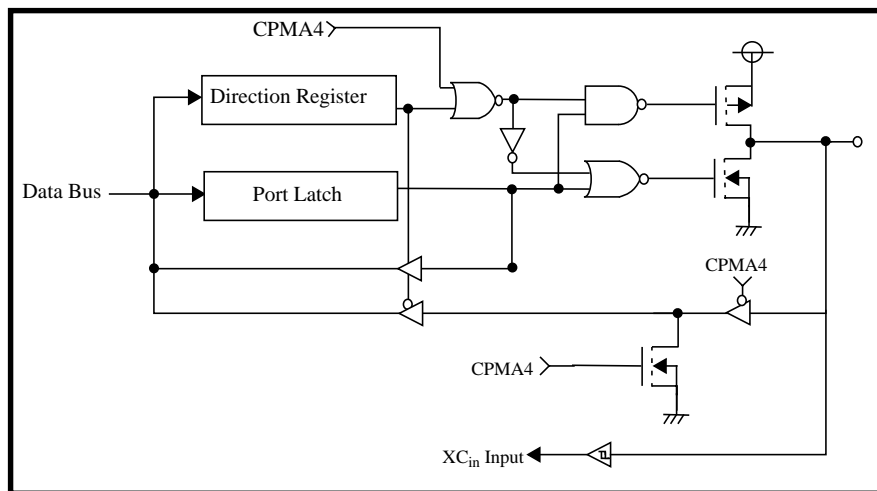 CPMA4
Direction Register
Data Bus
Port Latch
CPMA4
CPMA4
XCin Input